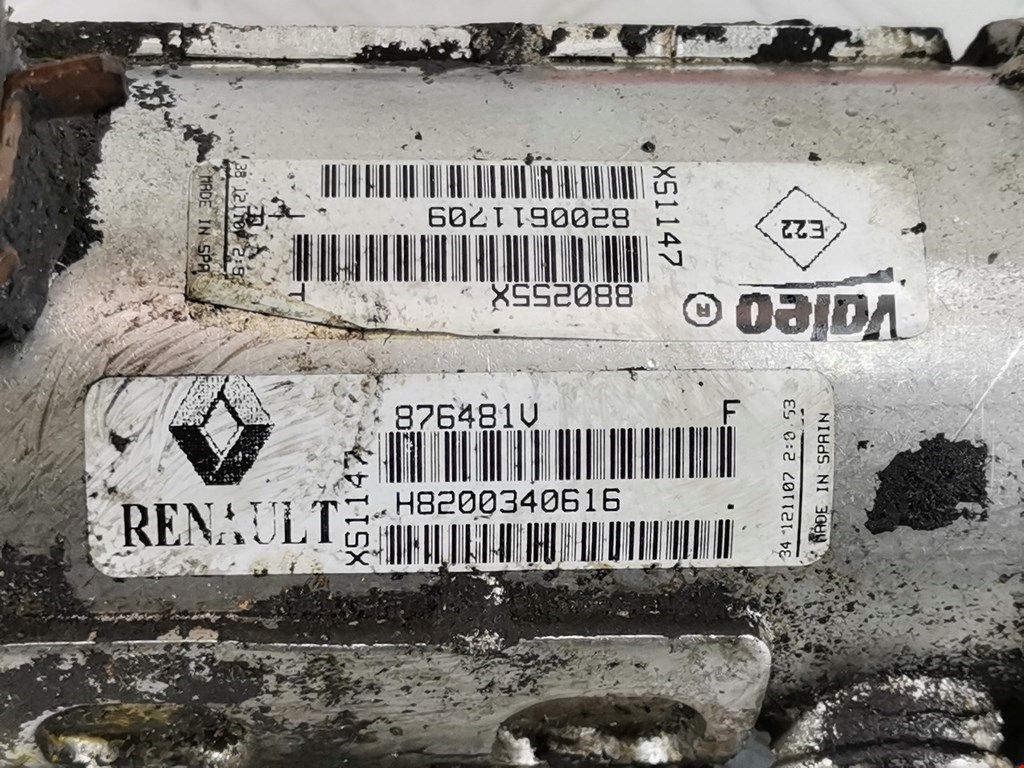 XS1147
E22
8200611709
880255X
T
Valeo ®
MADE IN SPA
RENAULT
XS1147
876481V F
H8200340616 .
34 121107 2:0 53
MADE IN SPAIN